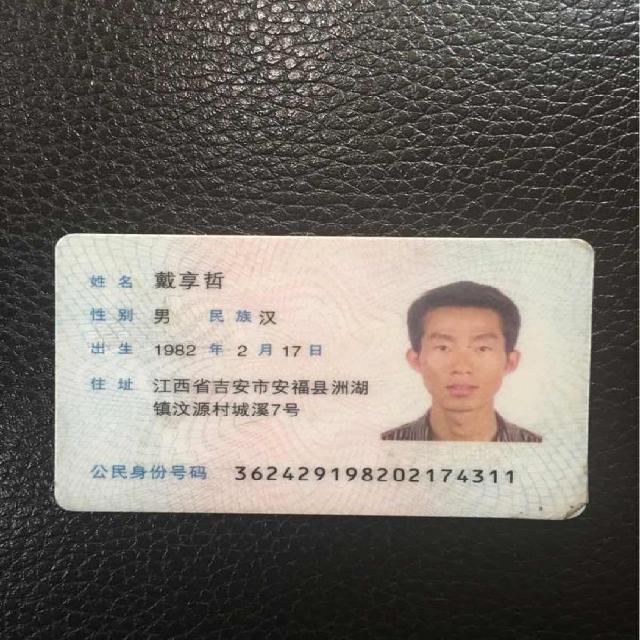 姓名 戴享哲
性别 男 民族 汉
出生 1982 年 2 月 17 日
住址 江西省吉安市安福县洲湖
镇汶源村城溪7号
公民身份号码 362429198202174311